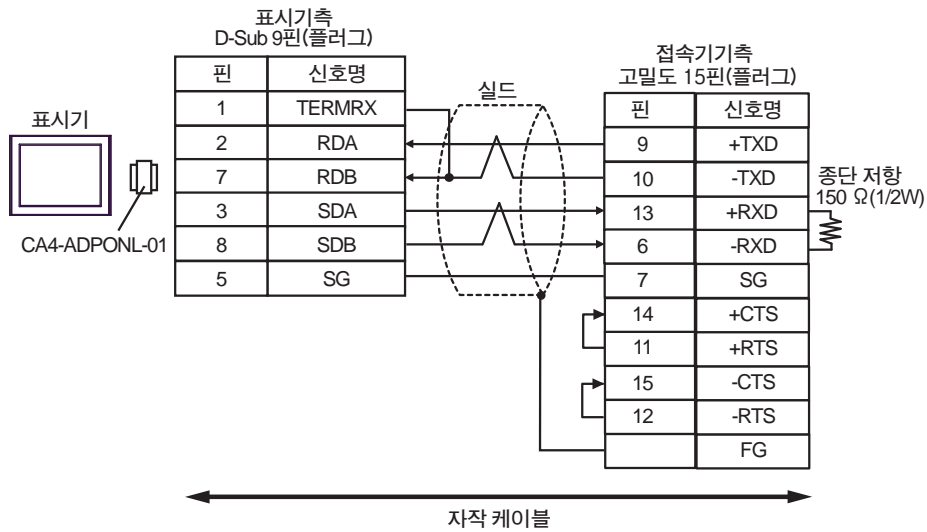 표시기측
D-Sub 9핀(플러그)
핀 신호명
1 TERMRX
2 RDA
7 RDB
3 SDA
8 SDB
5 SG
표시기
CA4-ADPONL-01
실드
접속기기측
고밀도 15핀(플러그)
핀 신호명
9 +TXD
10 -TXD
13 +RXD
6 -RXD
7 SG
14 +CTS
11 +RTS
15 -CTS
12 -RTS
FG
종단 저항
150 Ω(1/2W)
자작 케이블